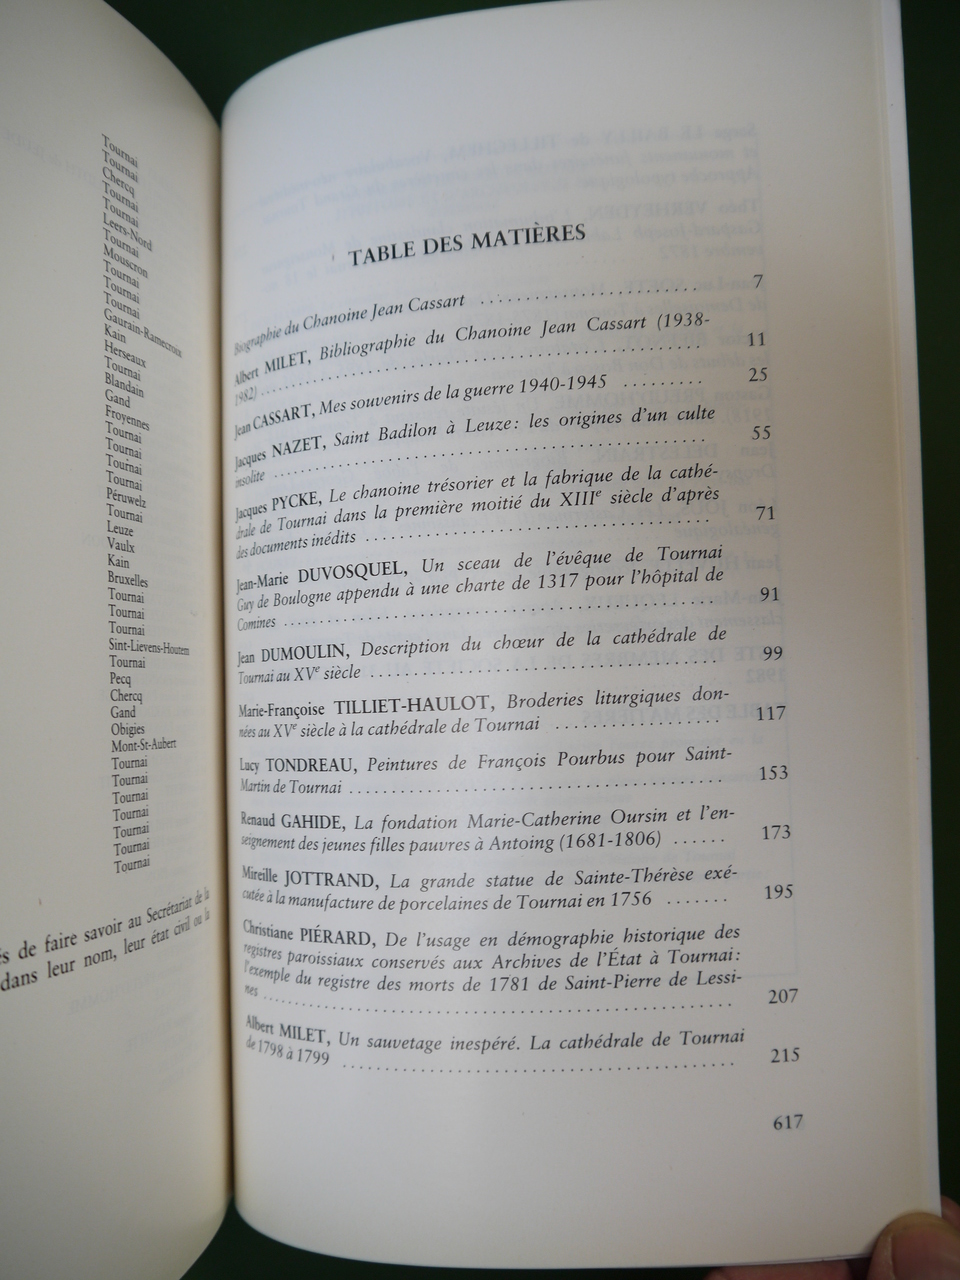 Tournai
Tournai
Chercq
Tournai
Tournai
Leers-Nord
Tournai
Mouscron
Tournai
Tournai
Tournai
Gaurain-Ramecroix
Kain
Herseaux
Tournai
Blandain
Gand
Froyennes
Tournai
Tournai
Tournai
Tournai
Péruwelz
Tournai
Leuze
Vaulx
Kain
Bruxelles
Tournai
Tournai
Tournai
Sint-Lievens-Houtem
Tournai
Pecq
Chercq
Gand
Obigies
Mont-St-Aubert
Tournai
Tournai
Tournai
Tournai
Tournai
Tournai
Tournai
de faire savoir au Secrétariat de la
dans leur nom, leur état civil ou la
TABLE DES MATIÈRES
Biographie du Chanoine Jean Cassart .......................... 7
Albert MILET, Bibliographie du Chanoine Jean Cassart (1938-
1982) .......................... 11
Jean CASSART, Mes souvenirs de la guerre 1940-1945 ......... 25
Jacques NAZET, Saint Badilon à Leuze: les origines d'un culte
insolite .......................... 55
Jacques PYCKE, Le chanoine trésorier et la fabrique de la cathé-
drale de Tournai dans la première moitié du XIIIe siècle d'après
des documents inédits .......................... 71
Jean-Marie DUVOSQUEL, Un sceau de l'évêque de Tournai
Guy de Boulogne appendu à une charte de 1317 pour l'hôpital de
Comines .......................... 91
Jean DUMOULIN, Description du chœur de la cathédrale de
Tournai au XVe siècle .......................... 99
Marie-Françoise TILLIET-HAULOT, Broderies liturgiques don-
nées au XVe siècle à la cathédrale de Tournai .................. 117
Lucy TONDREAU, Peintures de François Pourbus pour Saint-
Martin de Tournai .......................... 153
Renaud GAHIDE, La fondation Marie-Catherine Oursin et l'en-
seignement des jeunes filles pauvres à Antoing (1681-1806) ...... 173
Mireille JOTTRAND, La grande statue de Sainte-Thérèse exé-
cutée à la manufacture de porcelaines de Tournai en 1756 ....... 195
Christiane PIÉRARD, De l'usage en démographie historique des
registres paroissiaux conservés aux Archives de l'État à Tournai:
l'exemple du registre des morts de 1781 de Saint-Pierre de Lessi-
nes .......................... 207
Albert MILET, Un sauvetage inespéré. La cathédrale de Tournai
de 1798 à 1799 .......................... 215
617